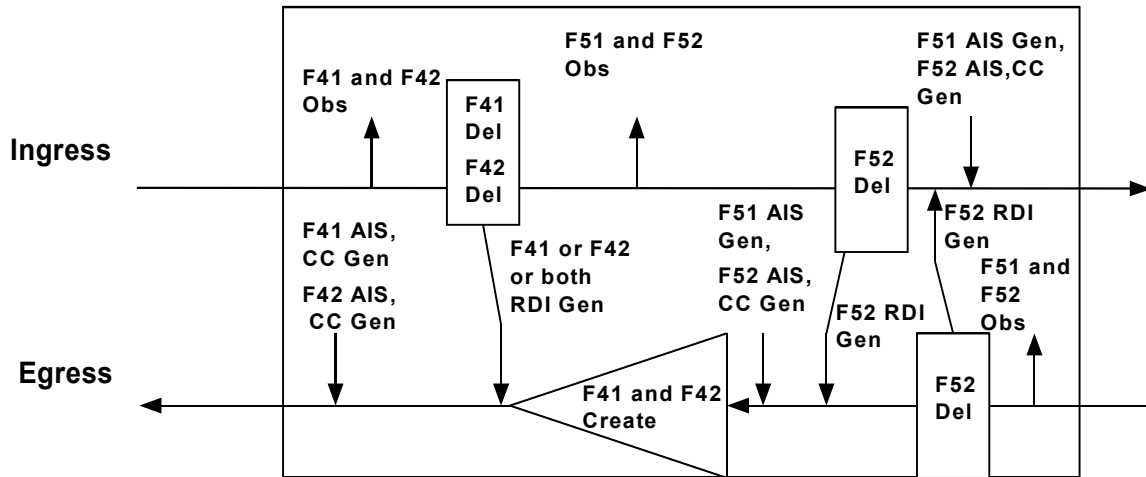 F51 AIS Gen,
F52 AIS,CC
Gen
F51 and F52
Obs
F41 and F42
Obs
F41
Del
F42
Del
Ingress
F52
Del
F41 AIS,
CC Gen
F42 AIS,
CC Gen
F41 or F42
or both
RDI Gen
F51 AIS
Gen,
F52 AIS,
CC Gen
F52 RDI
Gen
F52 RDI
Gen
F51 and
F52
Obs
Egress
F41 and F42
Create
F52
Del